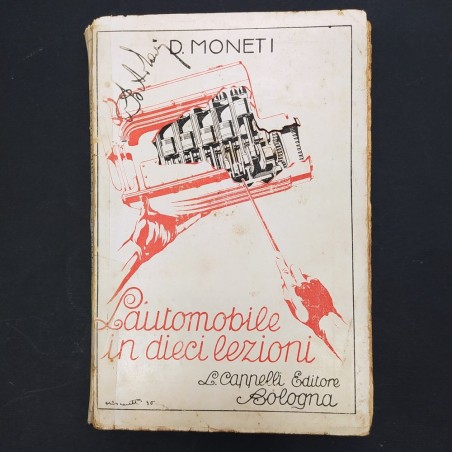 D. MONETI
L'automobile
in dieci lezioni
L. Cappelli Editore
Bologna